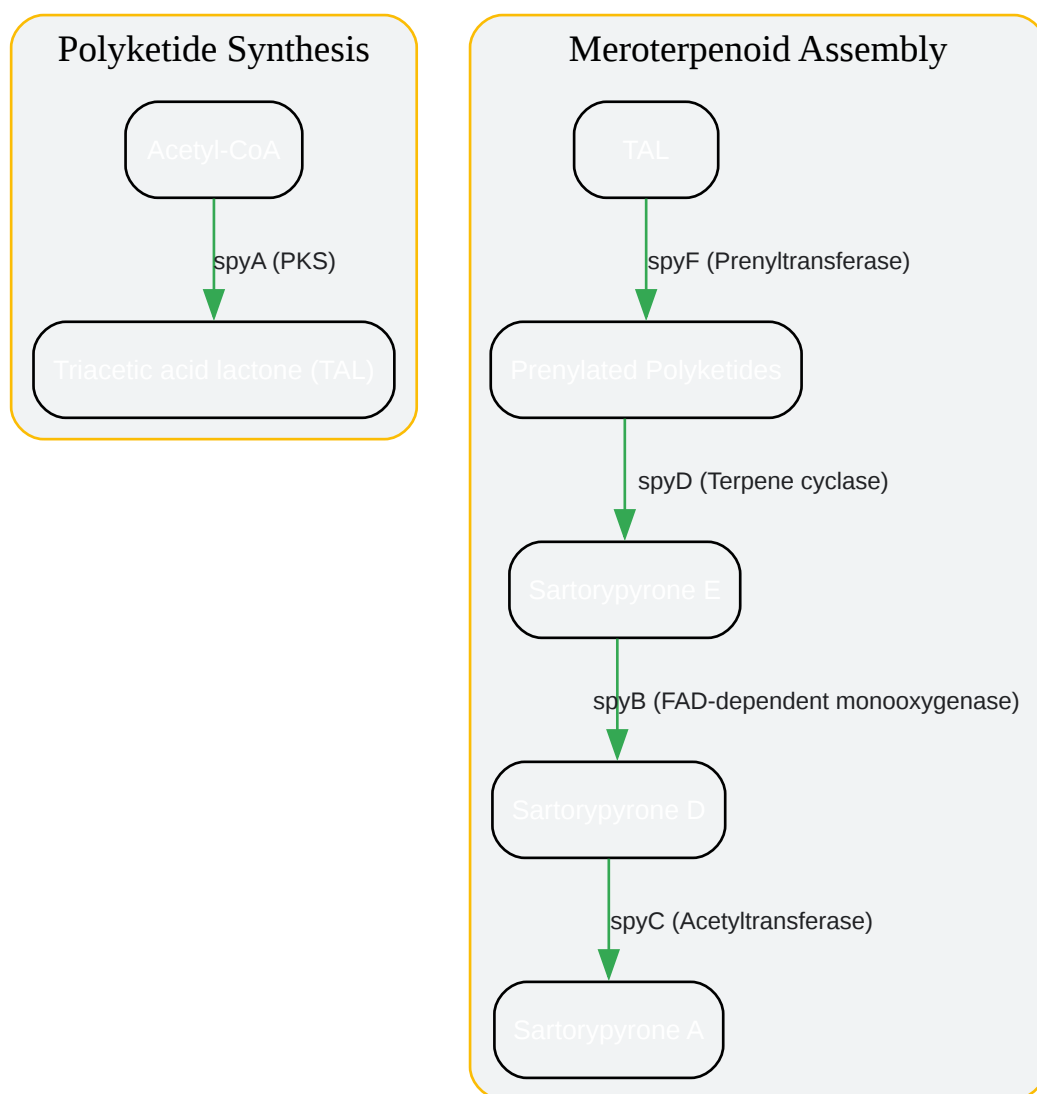 Polyketide Synthesis
Acetyl-CoA
spyA (PKS)
Triacetic acid lactone (TAL)
Meroterpenoid Assembly
TAL
spyF (Prenyltransferase)
Prenylated Polyketides
spyD (Terpene cyclase)
Sartorypyrone E
spyB (FAD-dependent monooxygenase)
Sartorypyrone D
spyC (Acetyltransferase)
Sartorypyrone A